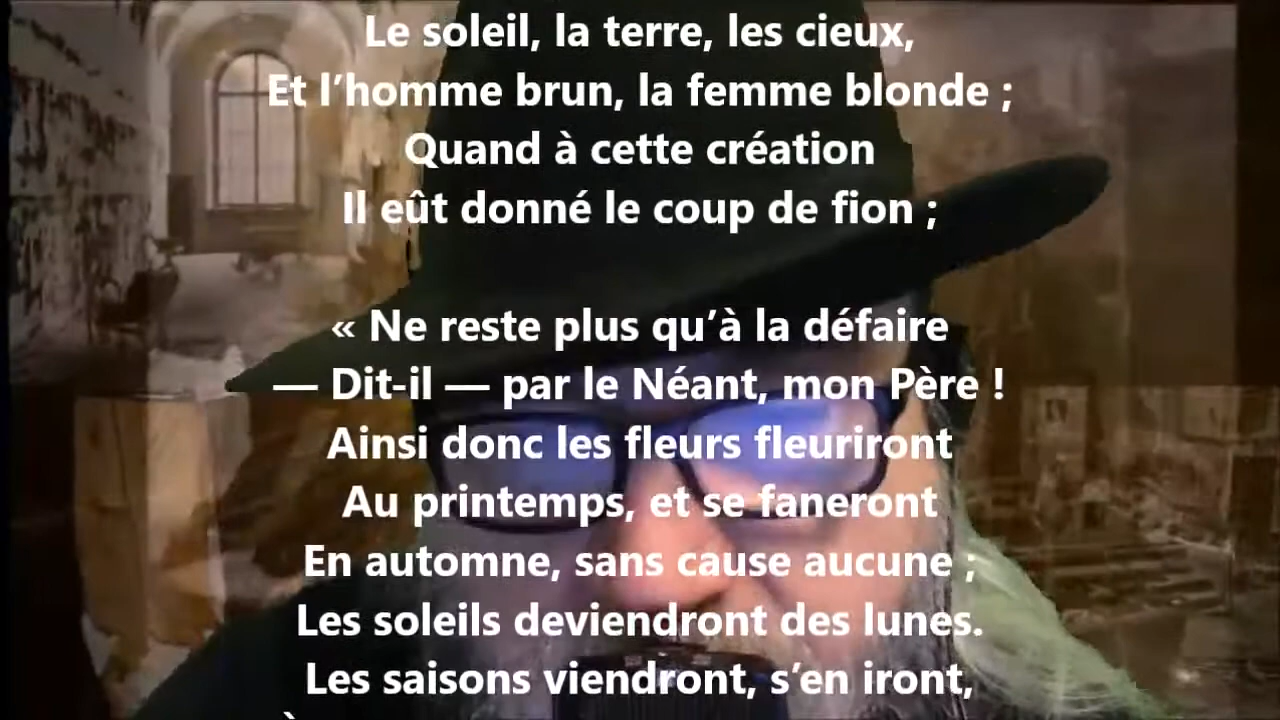 Le soleil, la terre, les cieux,
Et l’homme brun, la femme blonde ;
Quand à cette création
Il eût donné le coup de fion ;
« Ne reste plus qu’à la défaire
— Dit-il — par le Néant, mon Père !
Ainsi donc les fleurs fleuriront
Au printemps, et se faneront
En automne, sans cause aucune ;
Les soleils deviendront des lunes.
Les saisons viendront, s’en iront,